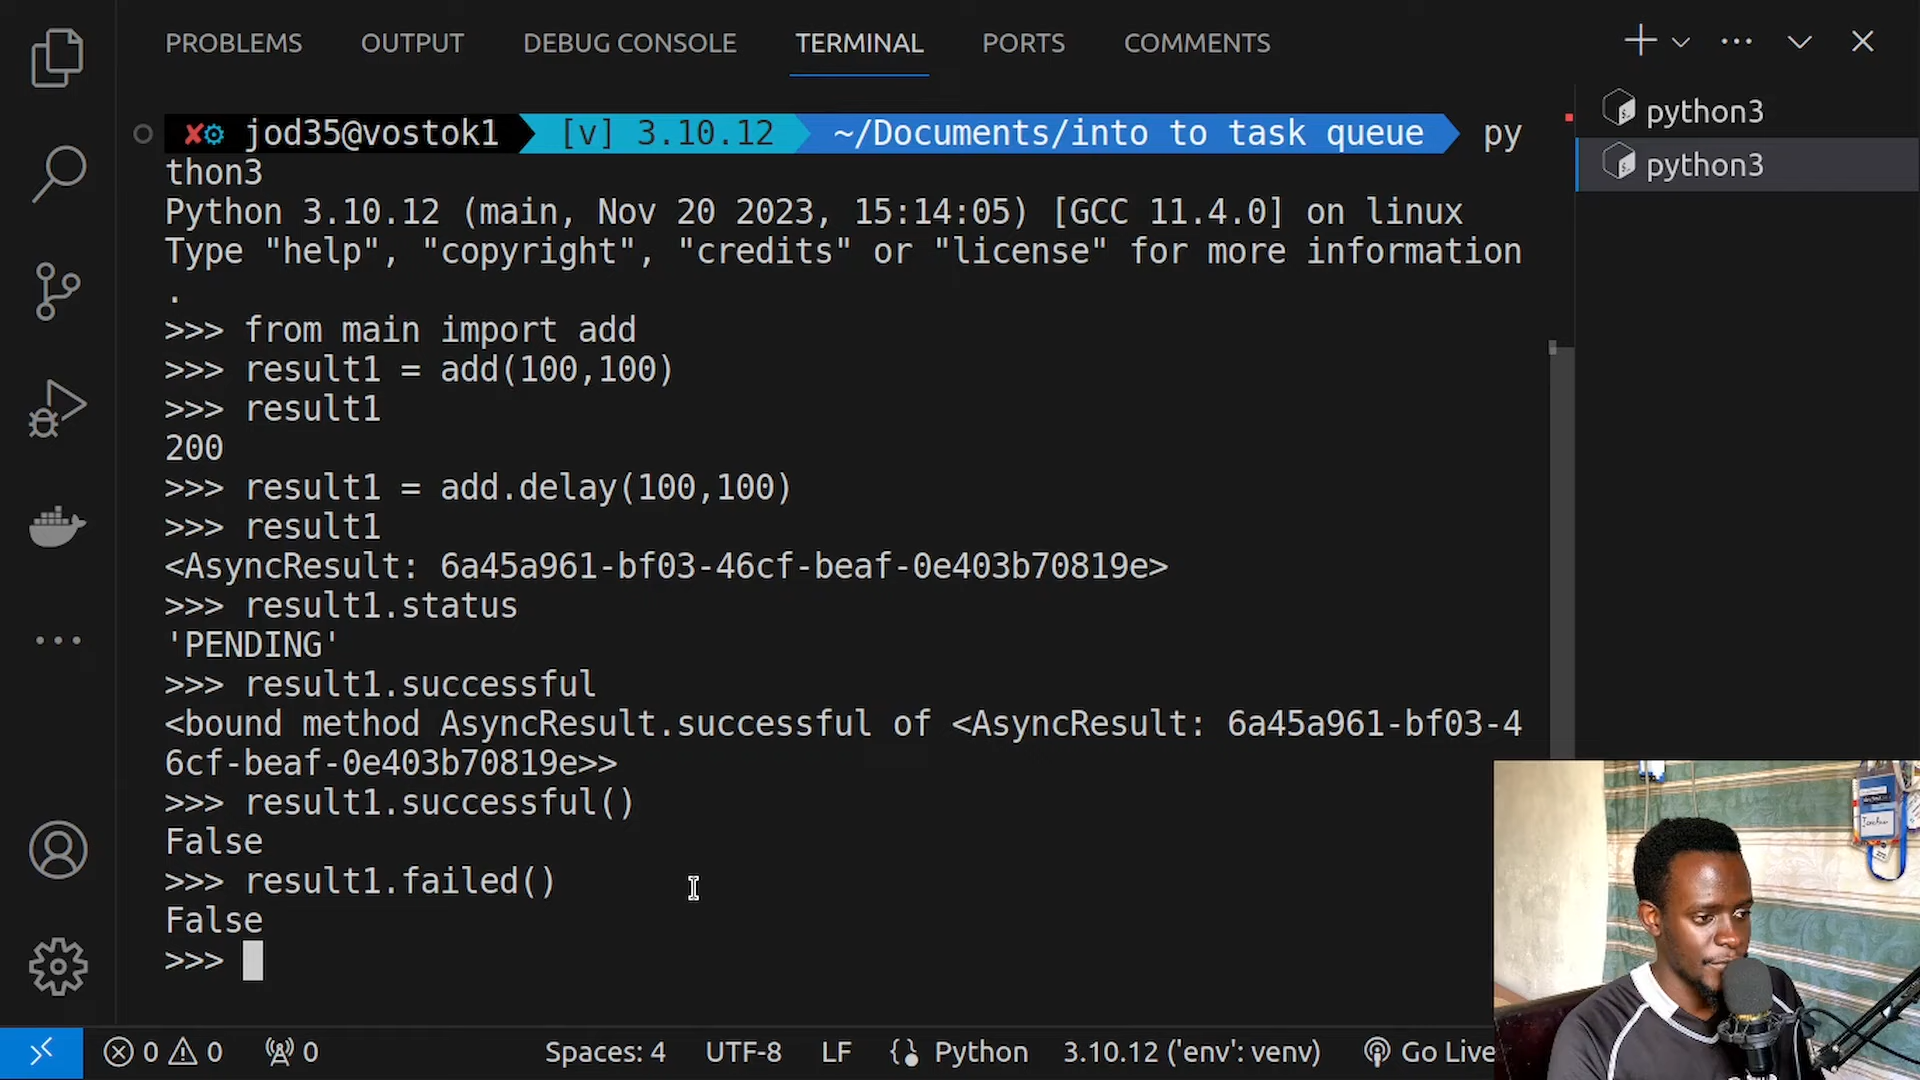 PROBLEMS OUTPUT DEBUG CONSOLE TERMINAL PORTS COMMENTS
python3
python3
jod35@vostok1 [v] 3.10.12 ~/Documents/into to task queue py
thon3
Python 3.10.12 (main, Nov 20 2023, 15:14:05) [GCC 11.4.0] on linux
Type "help", "copyright", "credits" or "license" for more information
.
>>> from main import add
>>> result1 = add(100,100)
>>> result1
200
>>> result1 = add.delay(100,100)
>>> result1
<AsyncResult: 6a45a961-bf03-46cf-beaf-0e403b70819e>
>>> result1.status
'PENDING'
>>> result1.successful
<bound method AsyncResult.successful of <AsyncResult: 6a45a961-bf03-4
6cf-beaf-0e403b70819e>>
>>> result1.successful()
False
>>> result1.failed()
False
>>>
0 0 0 Spaces: 4 UTF-8 LF Python 3.10.12 ('env': venv) Go Live